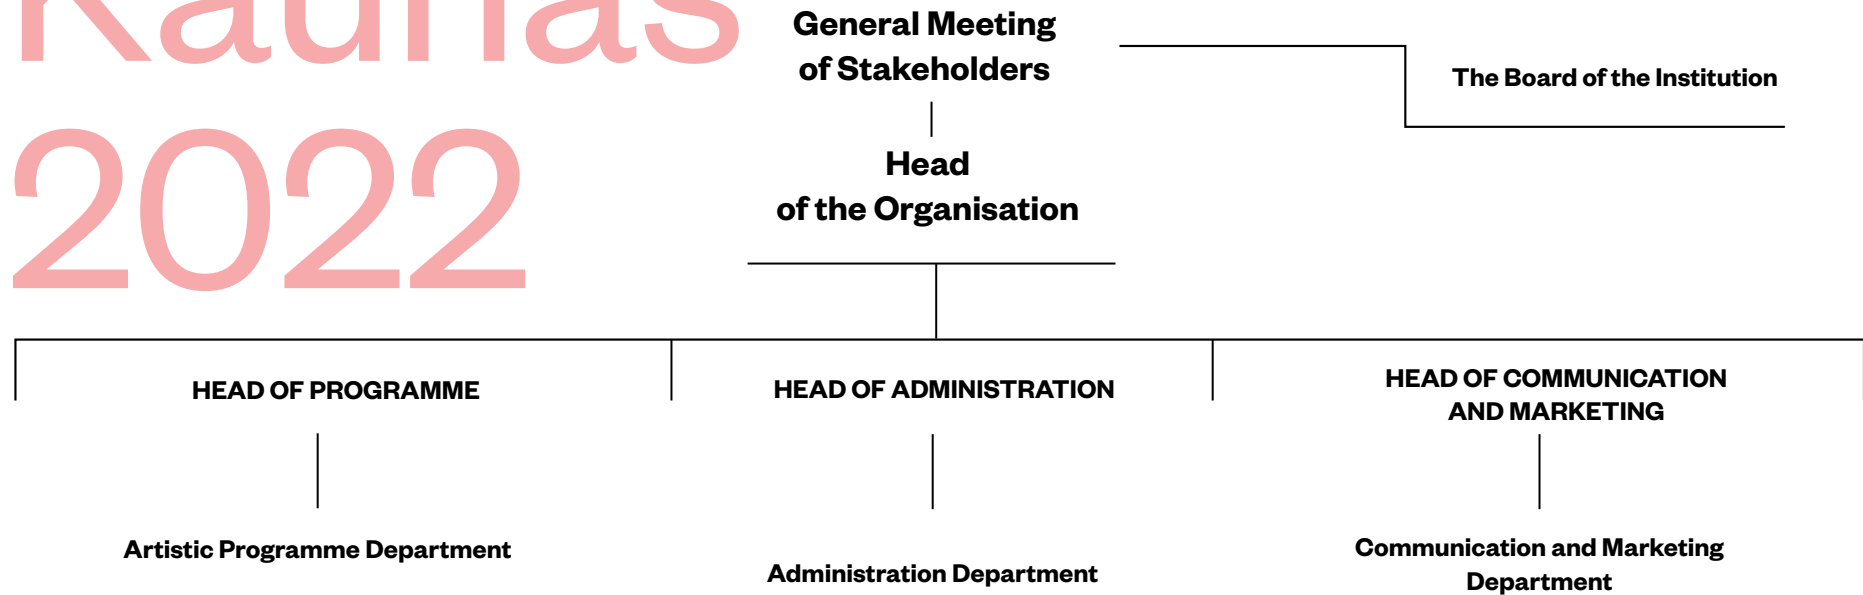 Kaunas
2022
General Meeting
of Stakeholders
The Board of the Institution
Head
of the Organisation
HEAD OF PROGRAMME
HEAD OF ADMINISTRATION
HEAD OF COMMUNICATION
AND MARKETING
Artistic Programme Department
Administration Department
Communication and Marketing
Department